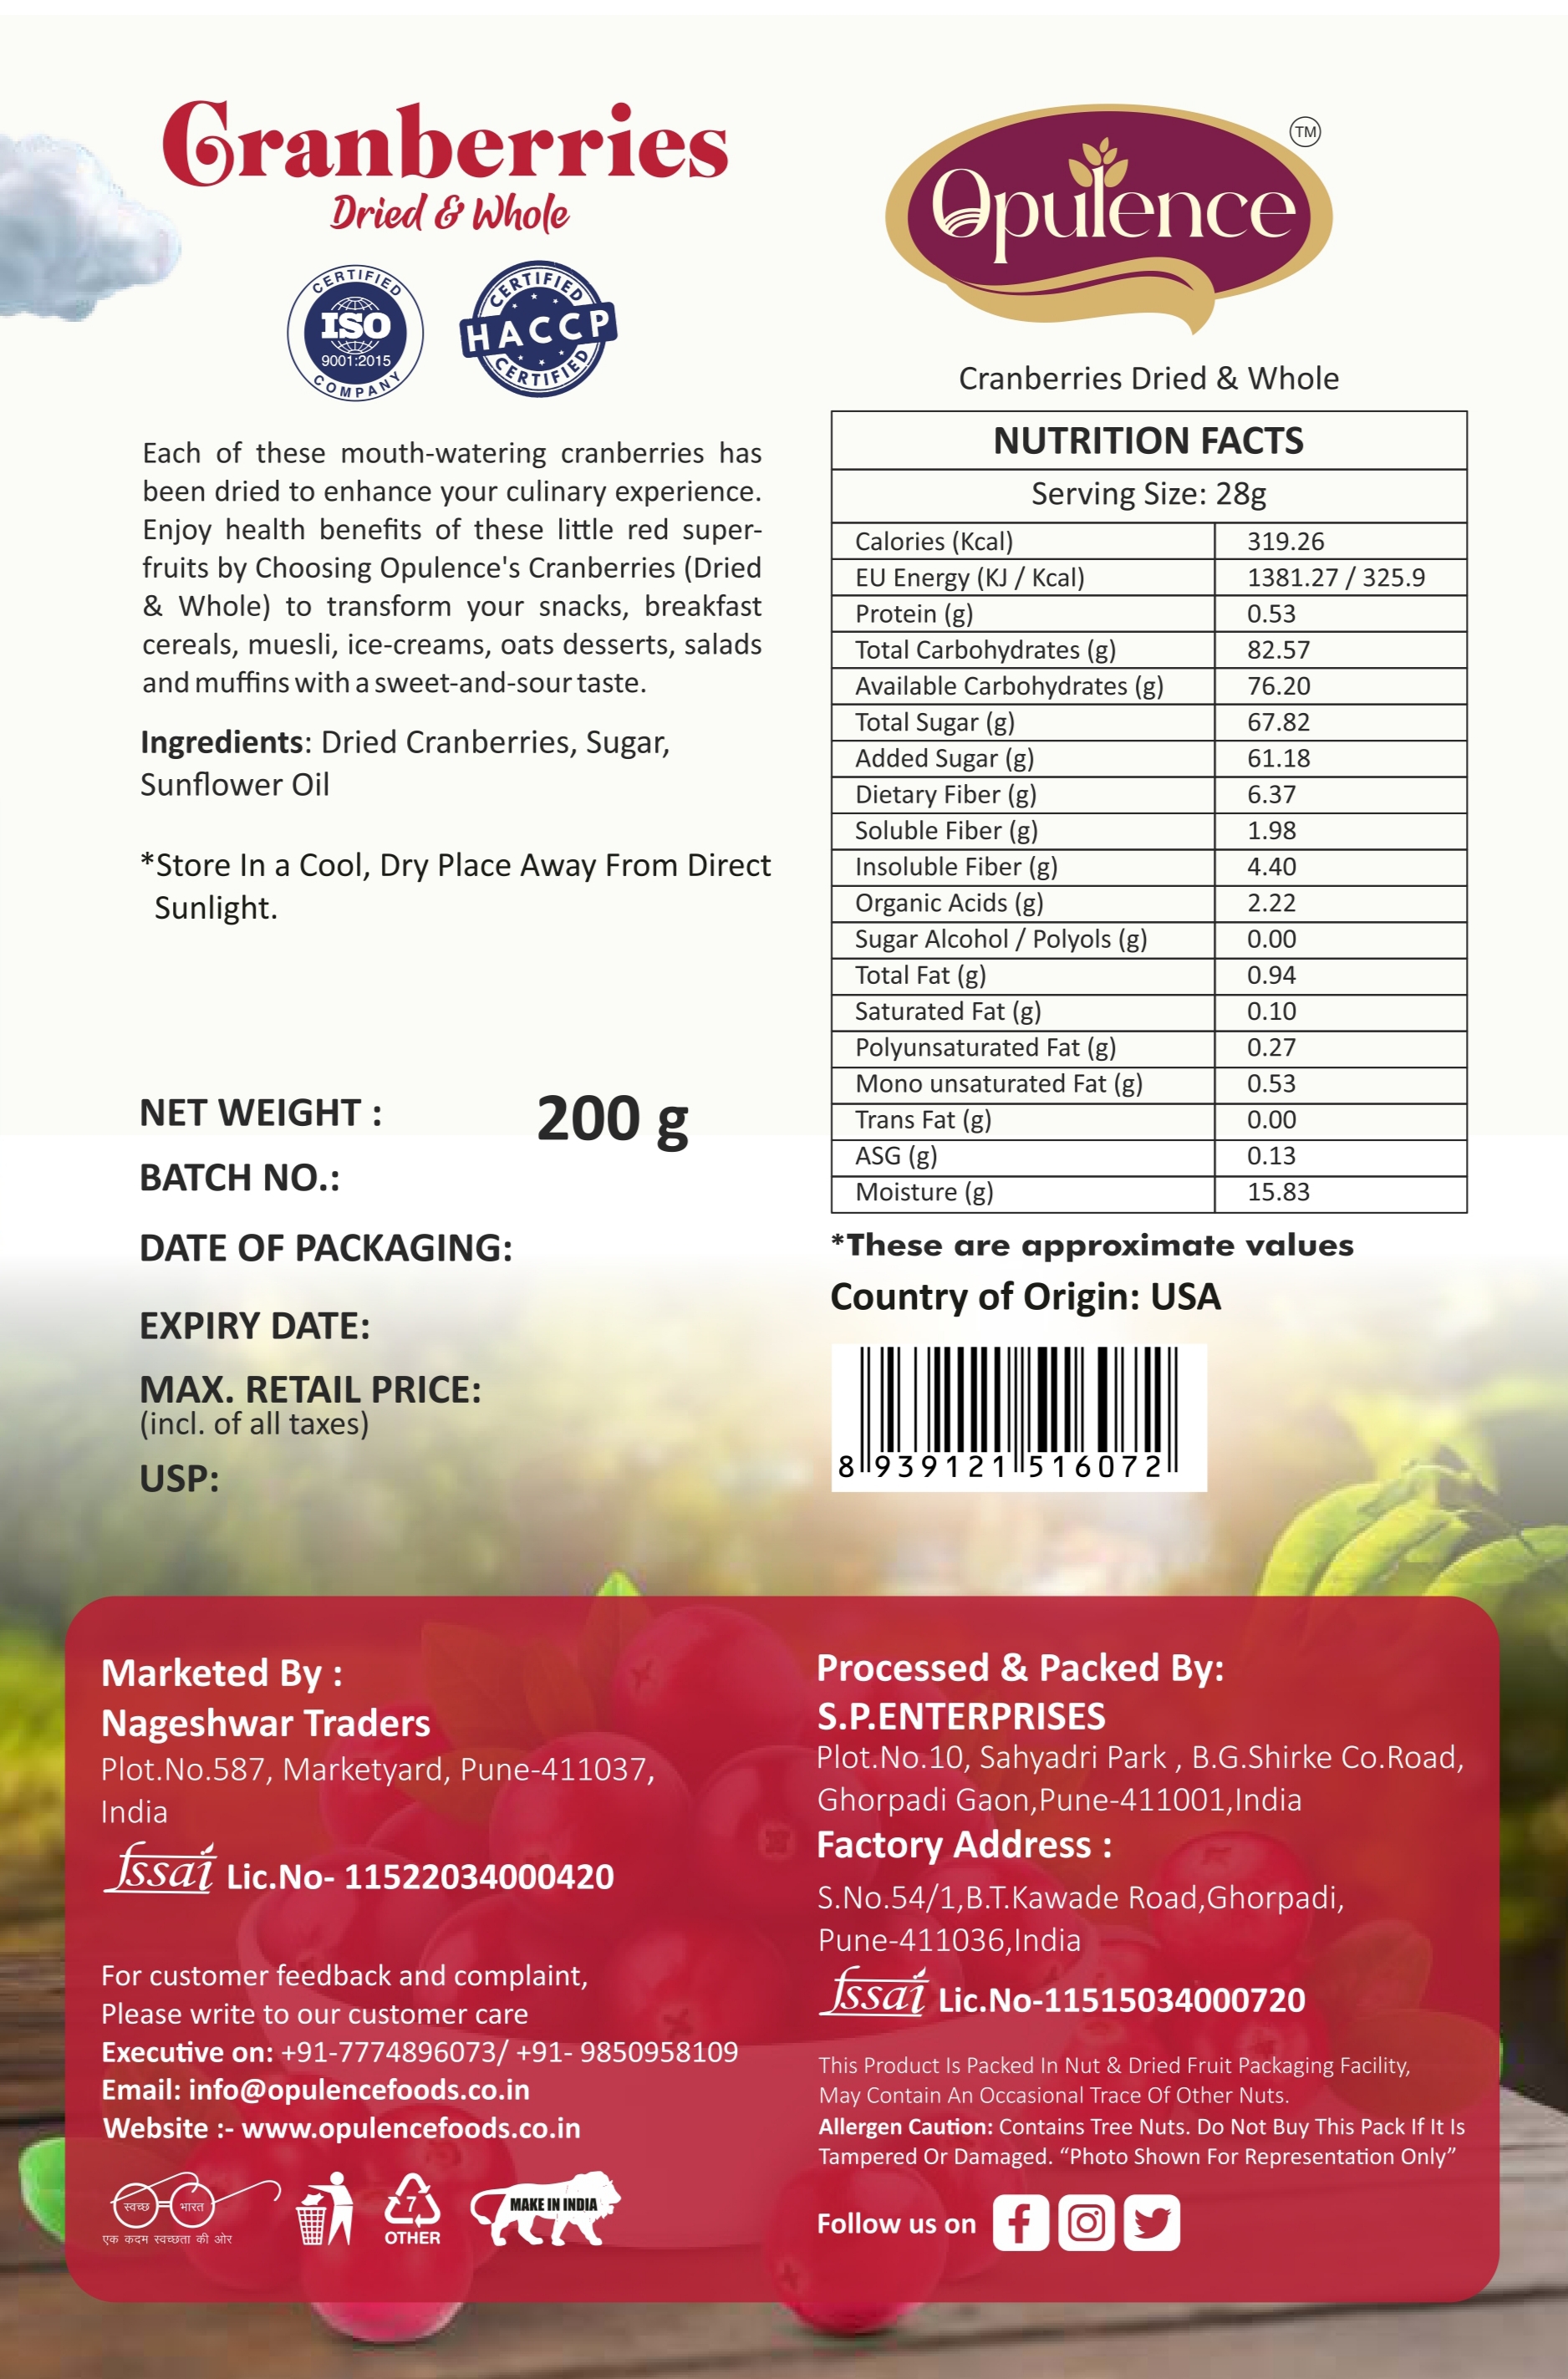 Cranberries
Dried & Whole
CERTIFIED
ISO
9001:2015
COMPANY
CERTIFIED
HACCP
CERTIFIED
Each of these mouth-watering cranberries has
been dried to enhance your culinary experience.
Enjoy health benefits of these little red super-
fruits by Choosing Opulence's Cranberries (Dried
& Whole) to transform your snacks, breakfast
cereals, muesli, ice-creams, oats desserts, salads
and muffins with a sweet-and-sour taste.
Ingredients: Dried Cranberries, Sugar,
Sunflower Oil
*Store In a Cool, Dry Place Away From Direct
Sunlight.
NET WEIGHT : 200 g
BATCH NO.:
DATE OF PACKAGING:
EXPIRY DATE:
MAX. RETAIL PRICE:
(incl. of all taxes)
USP:
Opulence
TM
Cranberries Dried & Whole
NUTRITION FACTS
Serving Size: 28g
Calories (Kcal) 319.26
EU Energy (KJ / Kcal) 1381.27 / 325.9
Protein (g) 0.53
Total Carbohydrates (g) 82.57
Available Carbohydrates (g) 76.20
Total Sugar (g) 67.82
Added Sugar (g) 61.18
Dietary Fiber (g) 6.37
Soluble Fiber (g) 1.98
Insoluble Fiber (g) 4.40
Organic Acids (g) 2.22
Sugar Alcohol / Polyols (g) 0.00
Total Fat (g) 0.94
Saturated Fat (g) 0.10
Polyunsaturated Fat (g) 0.27
Mono unsaturated Fat (g) 0.53
Trans Fat (g) 0.00
ASG (g) 0.13
Moisture (g) 15.83
*These are approximate values
Country of Origin: USA
8 939121 516072
Marketed By :
Nageshwar Traders
Plot.No.587, Marketyard, Pune-411037,
India
fssai Lic.No- 11522034000420
For customer feedback and complaint,
Please write to our customer care
Executive on: +91-7774896073/ +91- 9850958109
Email: info@opulencefoods.co.in
Website :- www.opulencefoods.co.in
स्वच्छ भारत
एक कदम स्वच्छता की ओर
7
OTHER
MAKE IN INDIA
Processed & Packed By:
S.P.ENTERPRISES
Plot.No.10, Sahyadri Park , B.G.Shirke Co.Road,
Ghorpadi Gaon,Pune-411001,India
Factory Address :
S.No.54/1,B.T.Kawade Road,Ghorpadi,
Pune-411036,India
fssai Lic.No-11515034000720
This Product Is Packed In Nut & Dried Fruit Packaging Facility,
May Contain An Occasional Trace Of Other Nuts.
Allergen Caution: Contains Tree Nuts. Do Not Buy This Pack If It Is
Tampered Or Damaged. “Photo Shown For Representation Only”
Follow us on